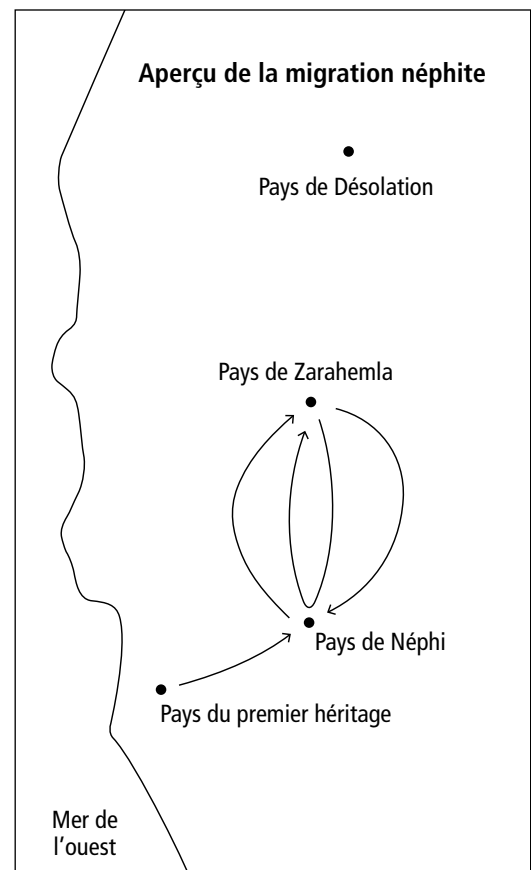 Aperçu de la migration néphite
Pays de Désolation
Pays de Zarahemla
Pays de Néphi
Pays du premier héritage
Mer de
l'ouest